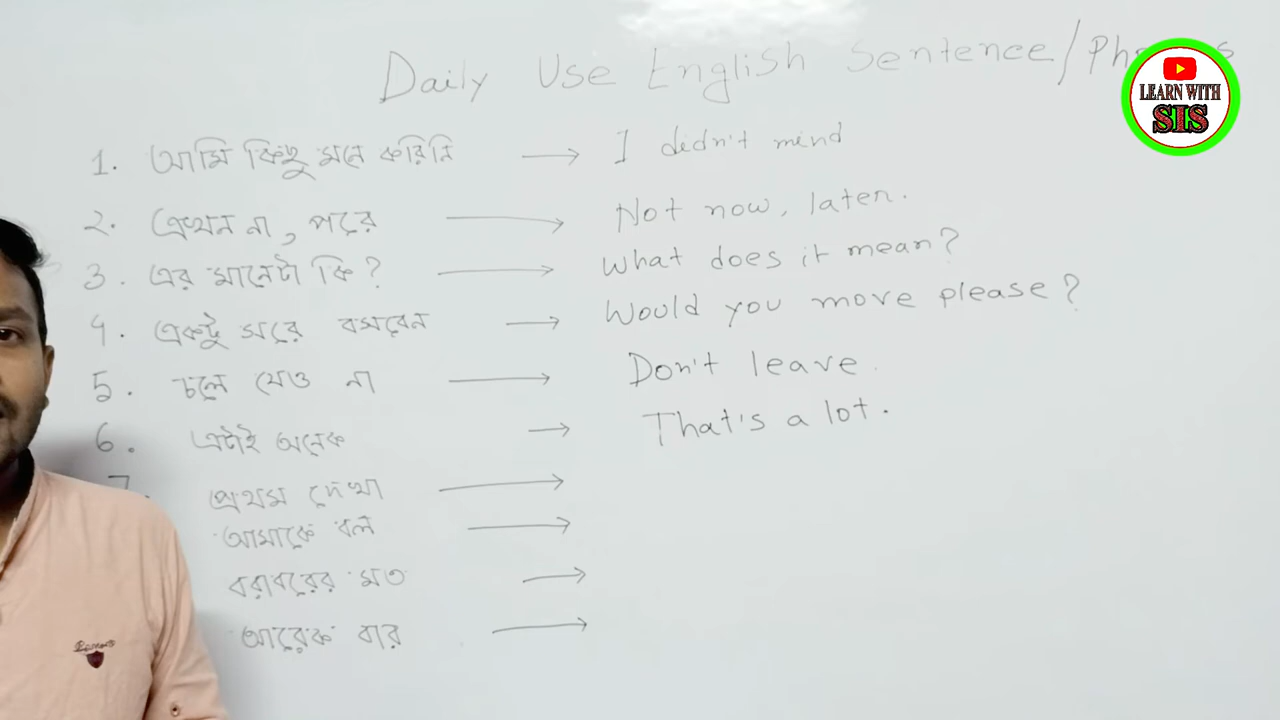 Daily Use English Sentence/Ph
LEARN WITH
SIS
1. আমি কিছু মনে করিনি → I didn't mind
2. এখন না, পরে → Not now, later.
3. এর মানেটা কি? → What does it mean?
4. একটু সরে বসবেন → Would you move please?
5. চলে যেও না → Don't leave.
6. এটাই অনেক → That's a lot.
7. প্রথম দেখা →
আমাকে বল →
বরাবরের মত →
আরেক বার →